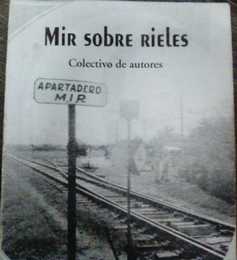 Mir sobre rieles
Colectivo de autores
APARTADERO
MIR